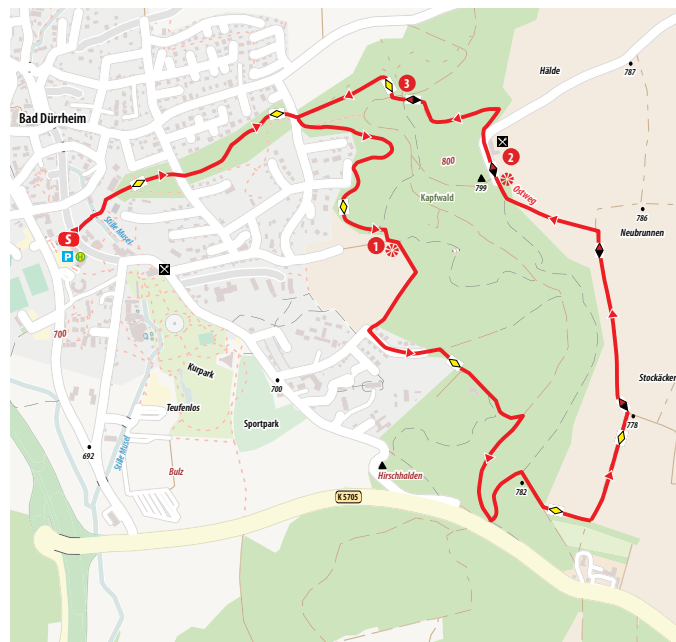 Hälde
787
3
Bad Dürrheim
2
800
799
Ostweg
Kapfwald
786
Neubrunnen
Stille Musel
S
P
H
1
700
Kurpark
700
Stockäcker
Teufenlos
778
Sportpark
692
Stille Musel
Bulz
Hirschhalden
782
K 5705